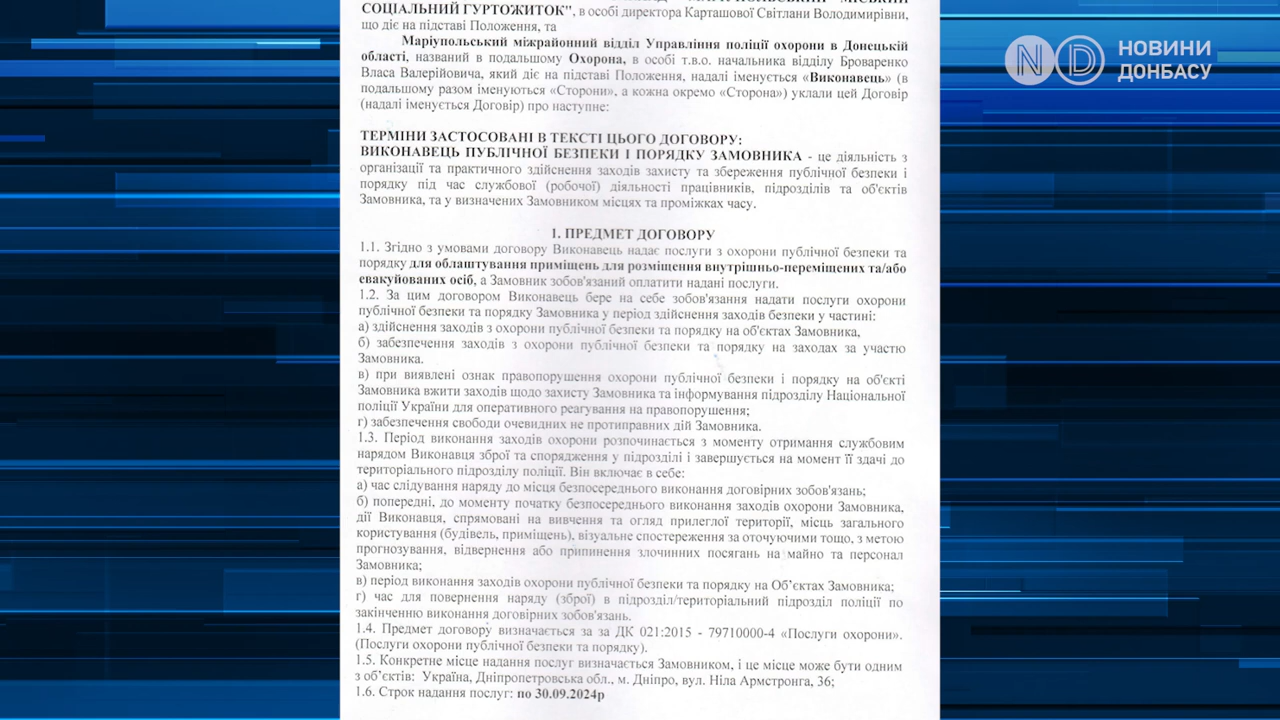 СОЦІАЛЬНИЙ ГУРТОЖИТОК", в особі директора Карташової Світлани Володимирівни,
що діє на підставі Положення, та
Маріупольський міжрайонний відділ Управління поліції охорони в Донецькій
області, названий в подальшому Охорона, в особі т.в.о. начальника відділу Броваренко
Власа Валерійовича, який діє на підставі Положення, надалі іменується «Виконавець» (в
подальшому разом іменуються «Сторони», а кожна окремо «Сторона») уклали цей Договір
(надалі іменується Договір) про наступне:
ТЕРМІНИ ЗАСТОСОВАНІ В ТЕКСТІ ЦЬОГО ДОГОВОРУ:
ВИКОНАВЕЦЬ ПУБЛІЧНОЇ БЕЗПЕКИ І ПОРЯДКУ ЗАМОВНИКА - це діяльність з
організації та практичного здійснення заходів захисту та збереження публічної безпеки і
порядку під час службової (робочої) діяльності працівників, підрозділів та об'єктів
Замовника, та у визначених Замовником місцях та проміжках часу.
1. ПРЕДМЕТ ДОГОВОРУ
1.1. Згідно з умовами договору Виконавець надає послуги з охорони публічної безпеки та
порядку для облаштування приміщень для розміщення внутрішньо-переміщених та/або
евакуйованих осіб, а Замовник зобов'язаний оплатити надані послуги.
1.2. За цим договором Виконавець бере на себе зобов'язання надати послуги охорони
публічної безпеки та порядку Замовника у період здійснення заходів безпеки у частині:
а) здійснення заходів з охорони публічної безпеки та порядку на об'єктах Замовника,
б) забезпечення заходів з охорони публічної безпеки та порядку на заходах за участю
Замовника.
в) при виявлені ознак правопорушення охорони публічної безпеки і порядку на об'єкті
Замовника вжити заходів щодо захисту Замовника та інформування підрозділу Національної
поліції України для оперативного реагування на правопорушення;
г) забезпечення свободи очевидних не протиправних дій Замовника.
1.3. Період виконання заходів охорони розпочинається з моменту отримання службовим
нарядом Виконавця зброї та спорядження у підрозділі і завершується на момент її здачі до
територіального підрозділу поліції. Він включає в себе:
а) час слідування наряду до місця безпосереднього виконання договірних зобов'язань;
б) попередні, до моменту початку безпосереднього виконання заходів охорони Замовника,
дії Виконавця, спрямовані на вивчення та огляд прилеглої території, місць загального
користування (будівель, приміщень), візуальне спостереження за оточуючими тощо, з метою
прогнозування, відвернення або припинення злочинних посягань на майно та персонал
Замовника;
в) період виконання заходів охорони публічної безпеки та порядку на Об’єктах Замовника;
г) час для повернення наряду (зброї) в підрозділ/територіальний підрозділ поліції по
закінченню виконання договірних зобов'язань.
1.4. Предмет договору визначається за за ДК 021:2015 - 79710000-4 «Послуги охорони».
(Послуги охорони публічної безпеки та порядку).
1.5. Конкретне місце надання послуг визначається Замовником, і це місце може бути одним
з об’єктів: Україна, Дніпропетровська обл., м. Дніпро, вул. Ніла Армстронга, 36;
1.6. Строк надання послуг: по 30.09.2024р
ND НОВИНИ
ДОНБАСУ